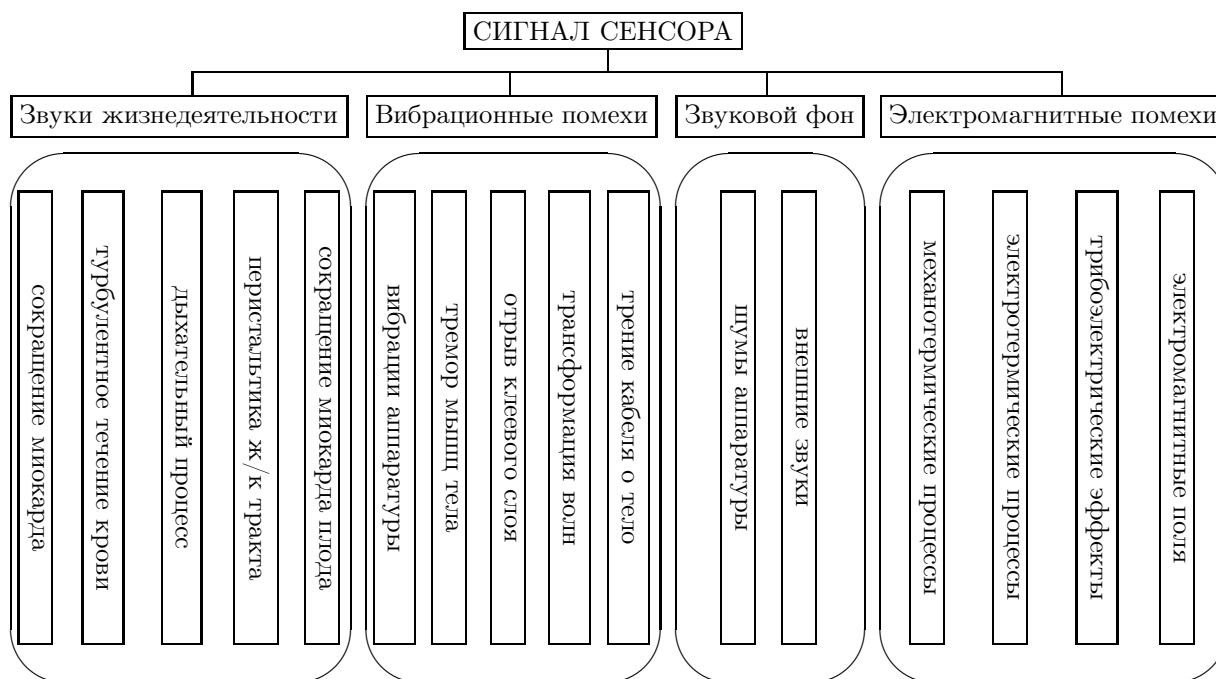 СИГНАЛ СЕНСОРА
Звуки жизнедеятельности
Вибрационные помехи
Звуковой фон
Электромагнитные помехи
сокращение миокарда
турбулентное течение крови
дыхательный процесс
перистальтика ж/к тракта
сокращение миокарда плода
вибрации аппаратуры
тремор мышц тела
отрыв клеевого слоя
трансформация волн
трение кабеля о тело
шумы аппаратуры
внешние звуки
механотермические процессы
электротермические процессы
трибоэлектрические эффекты
электромагнитные поля